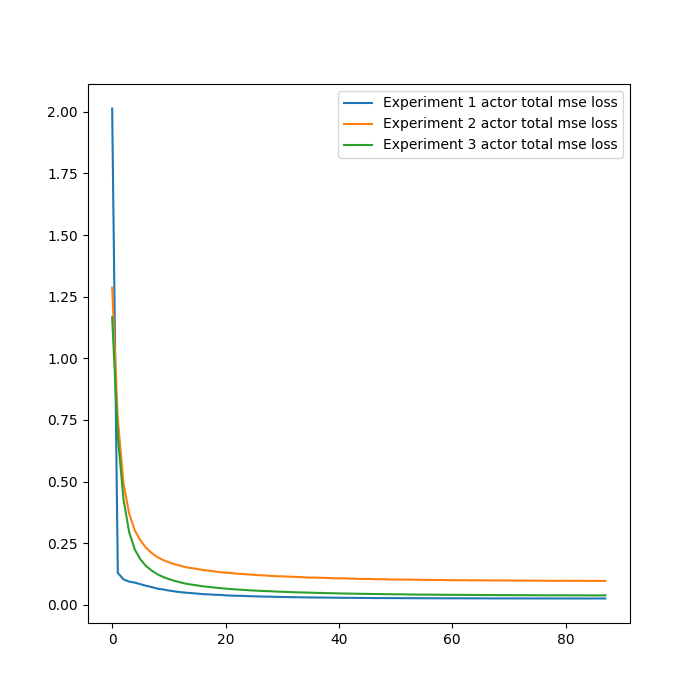 Experiment 1 actor total mse loss
Experiment 2 actor total mse loss
Experiment 3 actor total mse loss
2.00
1.75
1.50
1.25
1.00
0.75
0.50
0.25
0.00
0 20 40 60 80